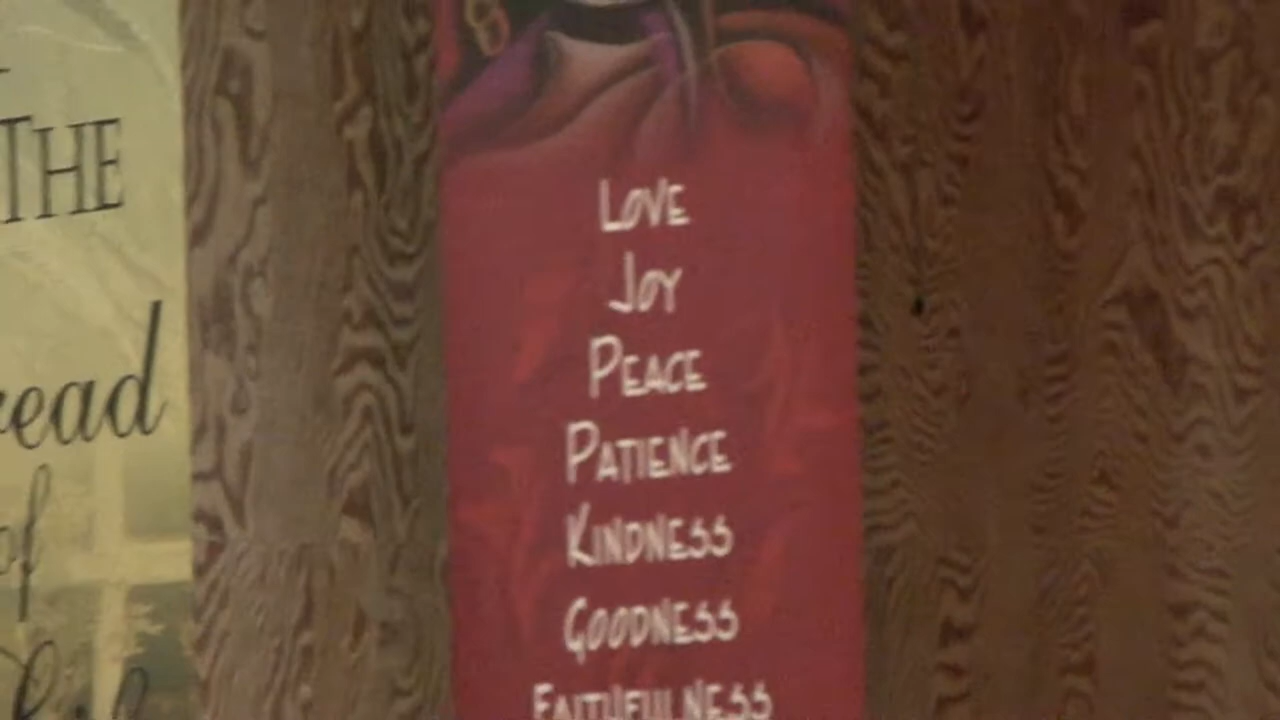 THE
read
of
LOVE
JOY
PEACE
PATIENCE
KINDNESS
GOODNESS
FAITHFULNESS